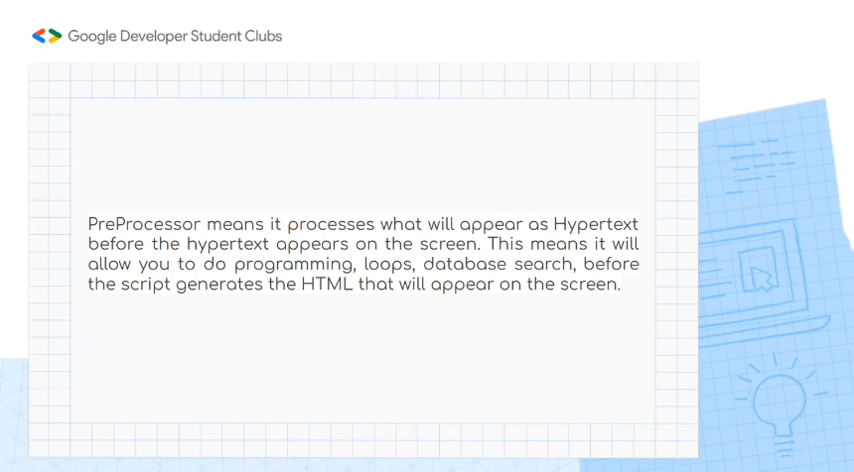 Google Developer Student Clubs
PreProcessor means it processes what will appear as Hypertext
before the hypertext appears on the screen. This means it will
allow you to do programming, loops, database search, before
the script generates the HTML that will appear on the screen.